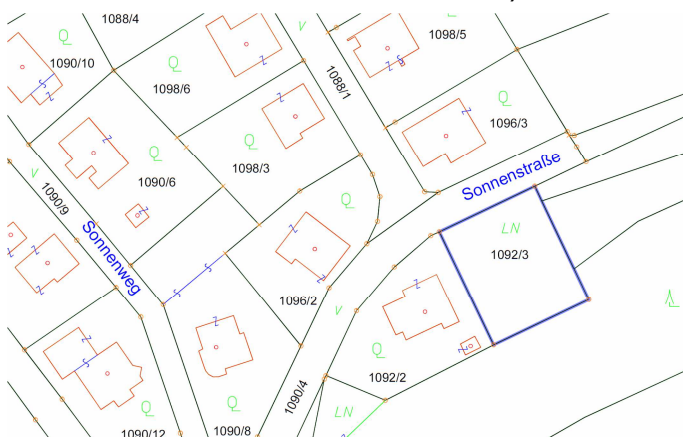 1088/4
Q
V
Q
1098/5
Q
1090/10
Z
Z
Z
Q
1098/6
1088/1
Z
Q
1096/3
Z
Z
Q
1090/6
Q
1098/3
Sonnenstraße
V
1090/9
Z
Q
LN
1092/3
Sonnenweg
Z
Z
1096/2
Z
V
Z
Z
Q
1092/2
Z
1090/4
LN
Q
1090/12
Q
1090/8